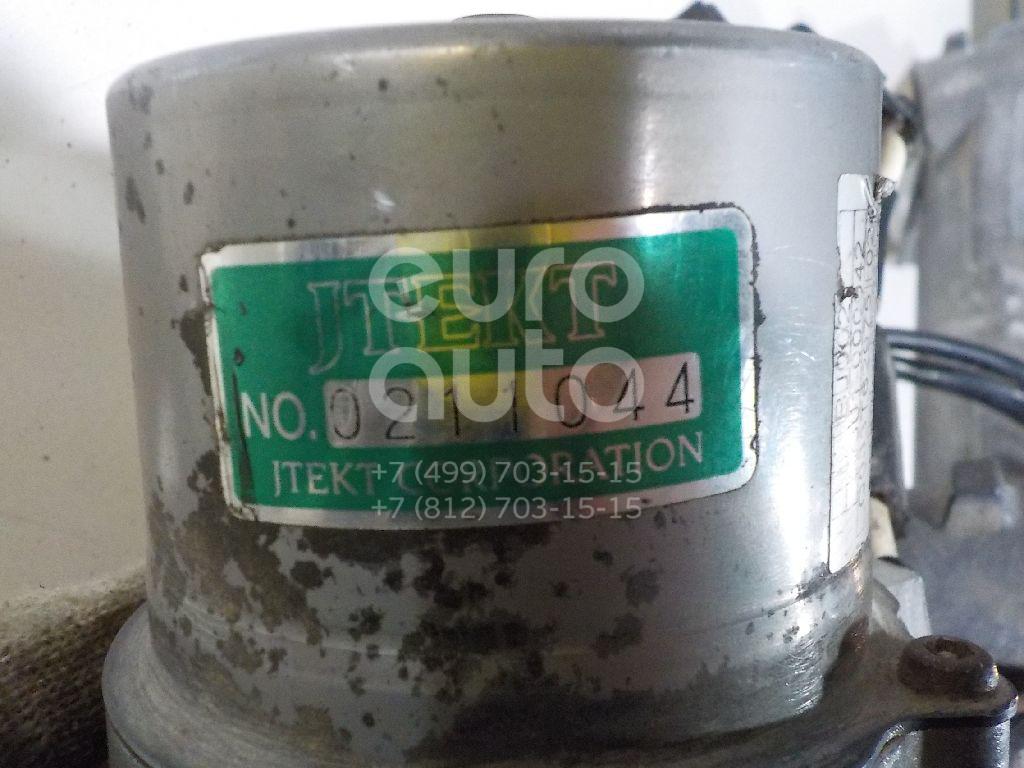 JTEKT
NO. 0211044
JTEKT CORPORATION
euro
auto
+7 (499) 703-15-15
+7 (812) 703-15-15